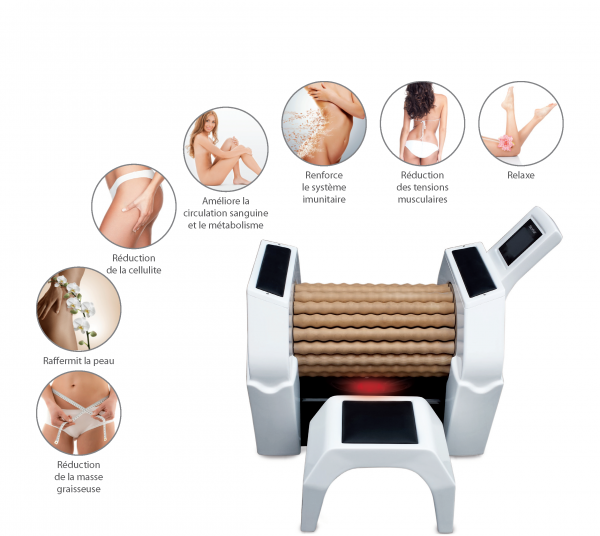 Renforce
le système
imunitaire
Réduction
des tensions
musculaires
Relaxe
Améliore la
circulation sanguine
et le métabolisme
Réduction
de la cellulite
Raffermit la peau
Réduction
de la masse
graisseuse